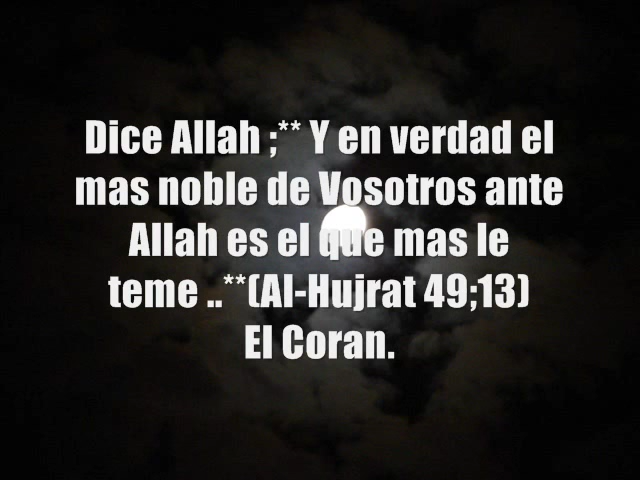 Dice Allah ;** Y en verdad el
mas noble de Vosotros ante
Allah es el que mas le
teme ..**(Al-Hujrat 49;13)
El Coran.